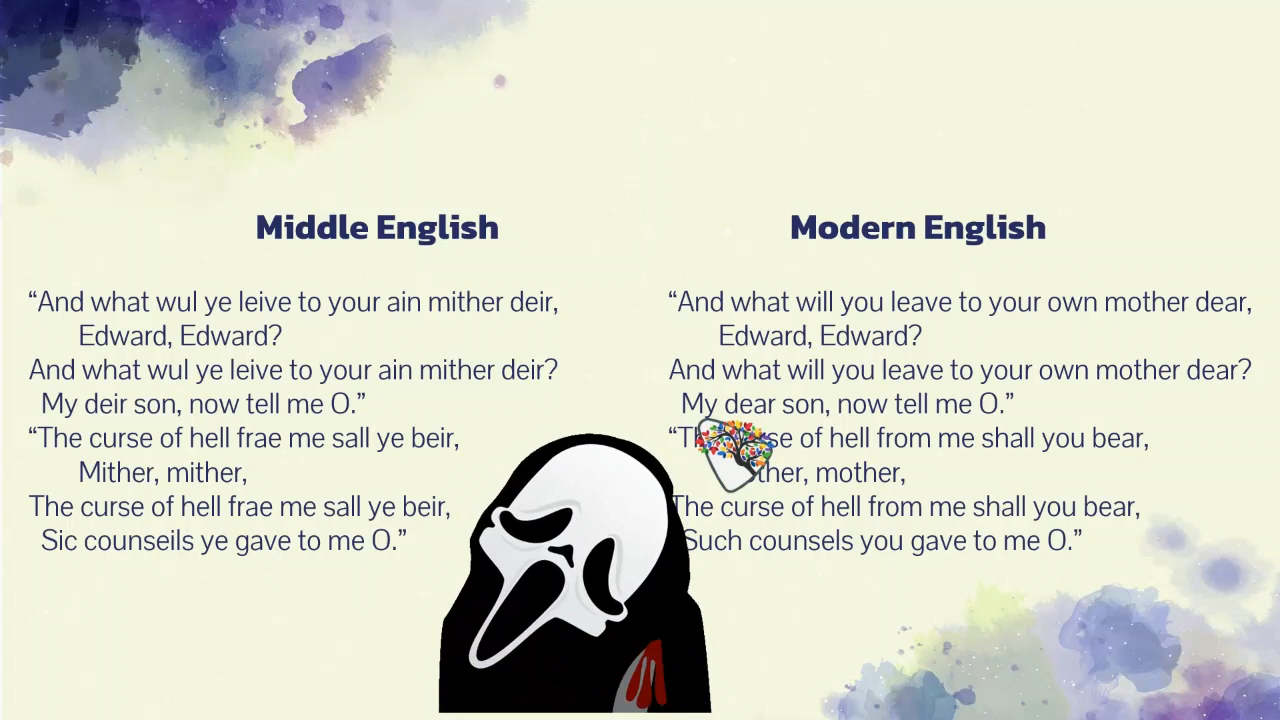 Middle English
“And what wul ye leive to your ain mither deir,
Edward, Edward?
And what wul ye leive to your ain mither deir?
My deir son, now tell me O.”
“The curse of hell frae me sall ye beir,
Mither, mither,
The curse of hell frae me sall ye beir,
Sic counseils ye gave to me O.”
Modern English
“And what will you leave to your own mother dear,
Edward, Edward?
And what will you leave to your own mother dear?
My dear son, now tell me O.”
of hell from me shall you bear,
mother,
The curse of hell from me shall you bear,
Such counsels you gave to me O.”